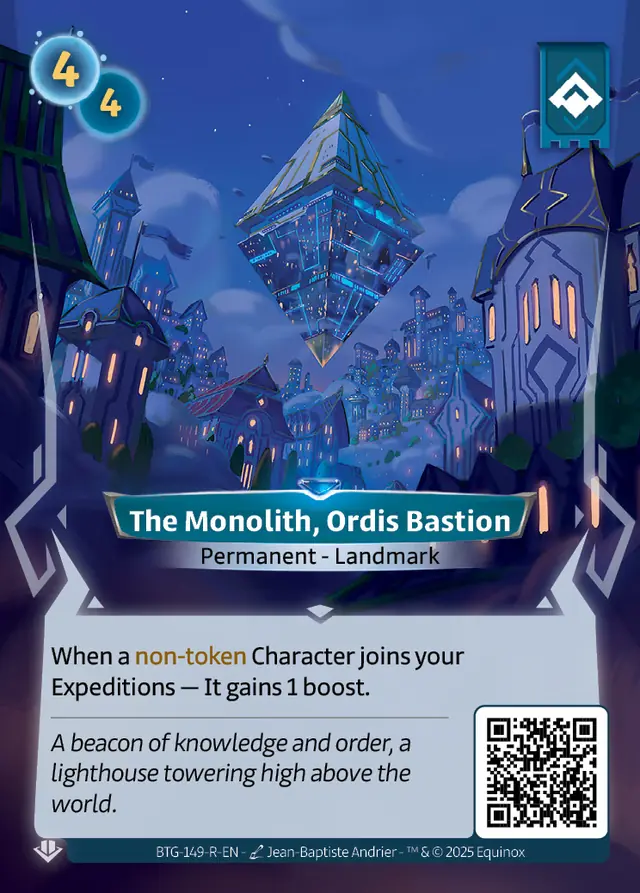 4
4
The Monolith, Ordis Bastion
Permanent - Landmark
When a non-token Character joins your
Expeditions — It gains 1 boost.
A beacon of knowledge and order, a
lighthouse towering high above the
world.
BTG-149-R-EN - Jean-Baptiste Andrier - ™ & © 2025 Equinox